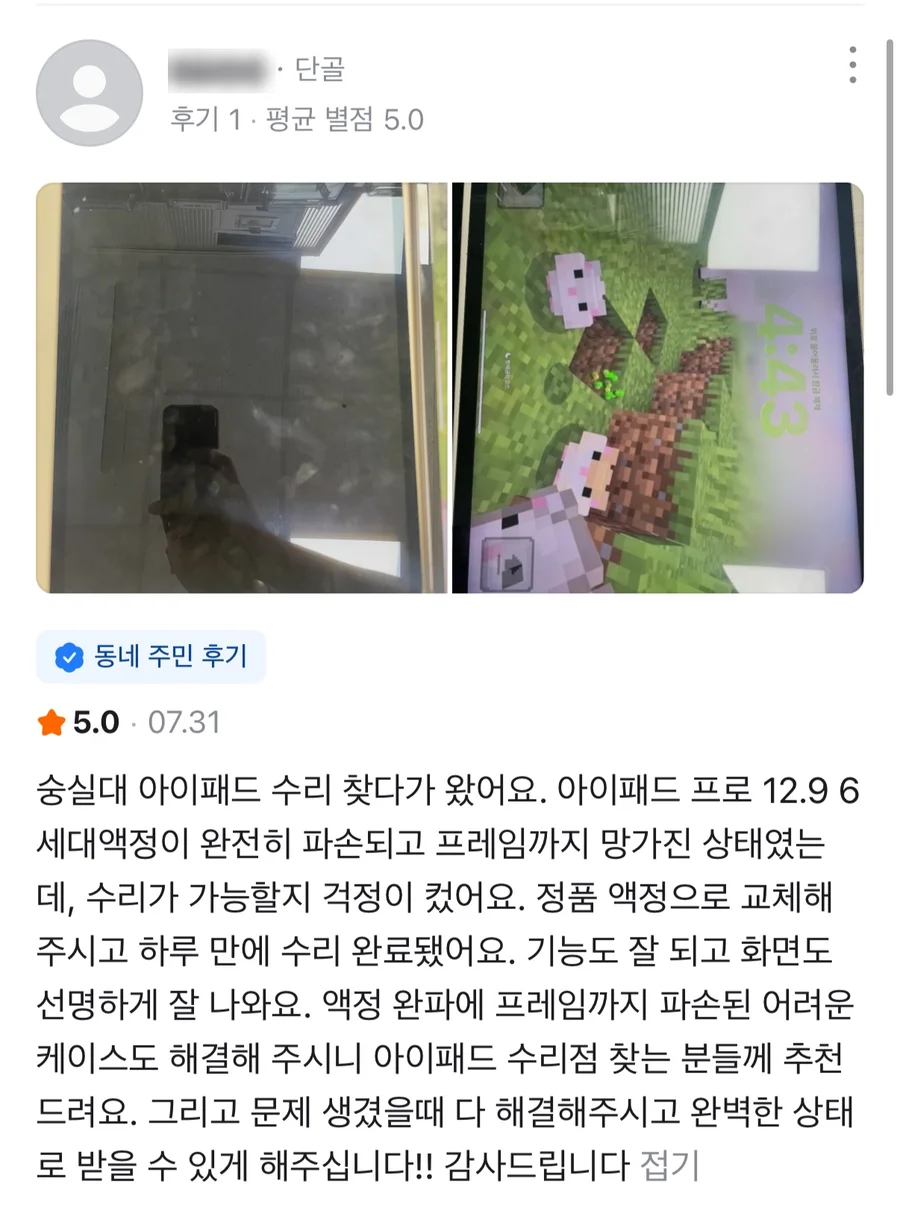 · 단골
후기 1 · 평균 별점 5.0
4:43
동네 주민 후기
5.0 · 07.31
숭실대 아이패드 수리 찾다가 왔어요. 아이패드 프로 12.9 6
세대액정이 완전히 파손되고 프레임까지 망가진 상태였는
데, 수리가 가능할지 걱정이 컸어요. 정품 액정으로 교체해
주시고 하루 만에 수리 완료됐어요. 기능도 잘 되고 화면도
선명하게 잘 나와요. 액정 완파에 프레임까지 파손된 어려운
케이스도 해결해 주시니 아이패드 수리점 찾는 분들께 추천
드려요. 그리고 문제 생겼을때 다 해결해주시고 완벽한 상태
로 받을 수 있게 해주십니다!! 감사드립니다 접기